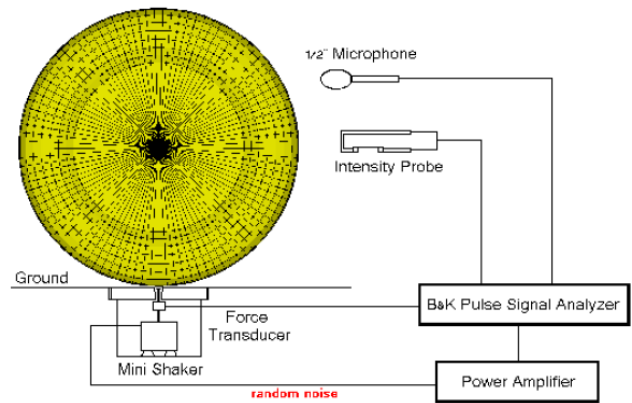 1/2" Microphone
Intensity Probe
Ground
Force
Transducer
B&K Pulse Signal Analyzer
Mini Shaker
Power Amplifier
random noise